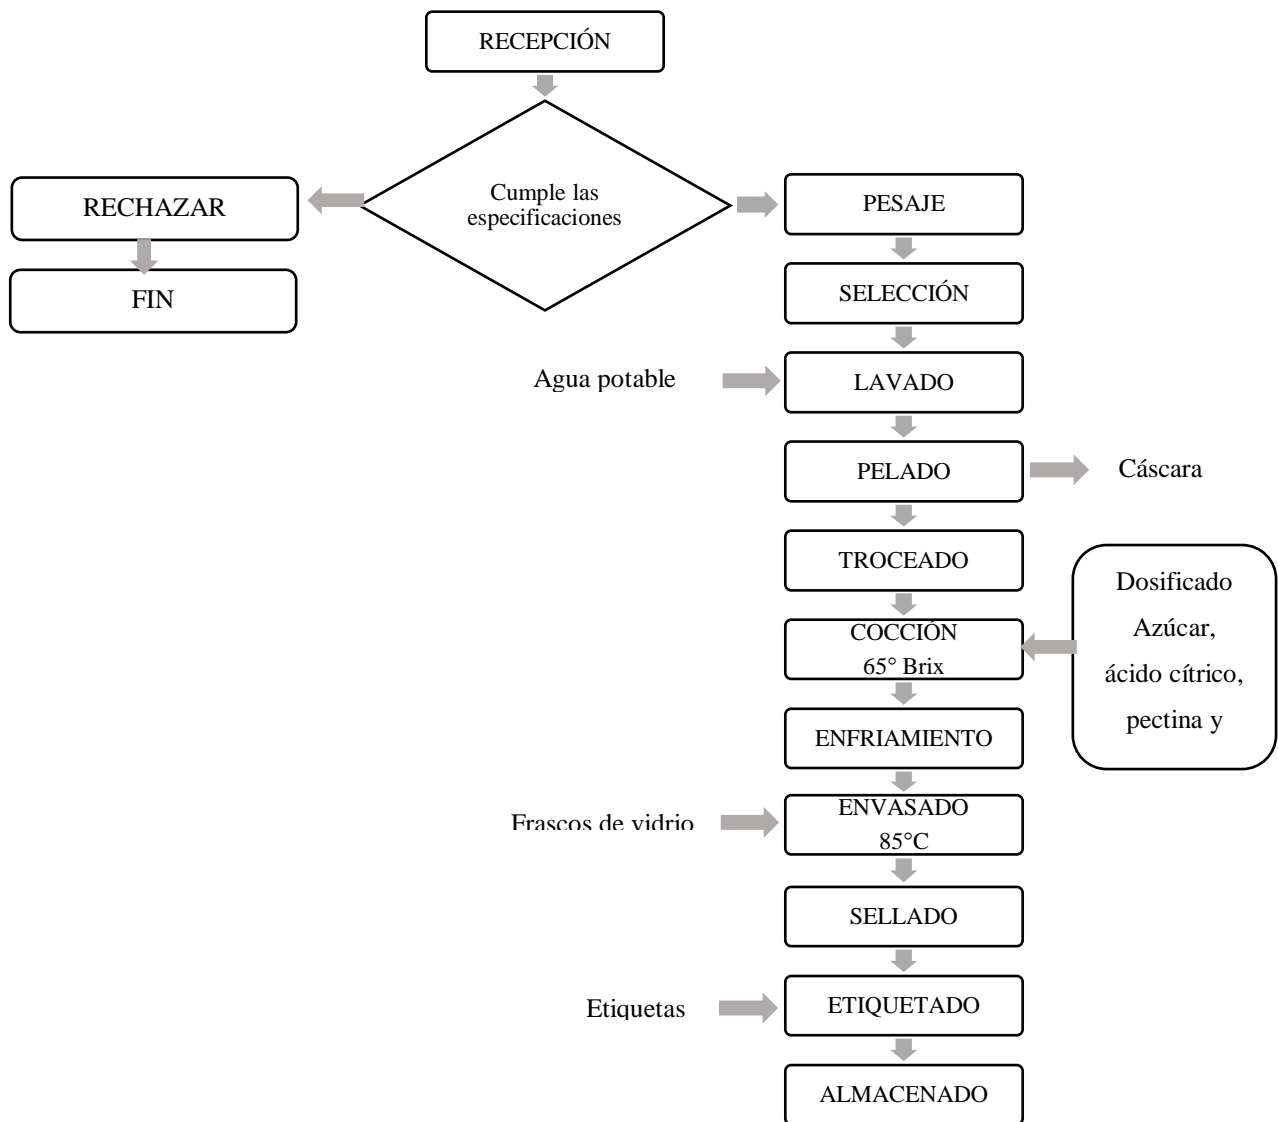 RECEPCIÓN
Cumple las
especificaciones
RECHAZAR
FIN
PESAJE
SELECCIÓN
Agua potable
LAVADO
PELADO
Cáscara
TROCEADO
COCCIÓN
65° Brix
Dosificado
Azúcar,
ácido cítrico,
pectina y
ENFRIAMIENTO
Frascos de vidrio
ENVASADO
85°C
SELLADO
Etiquetas
ETIQUETADO
ALMACENADO